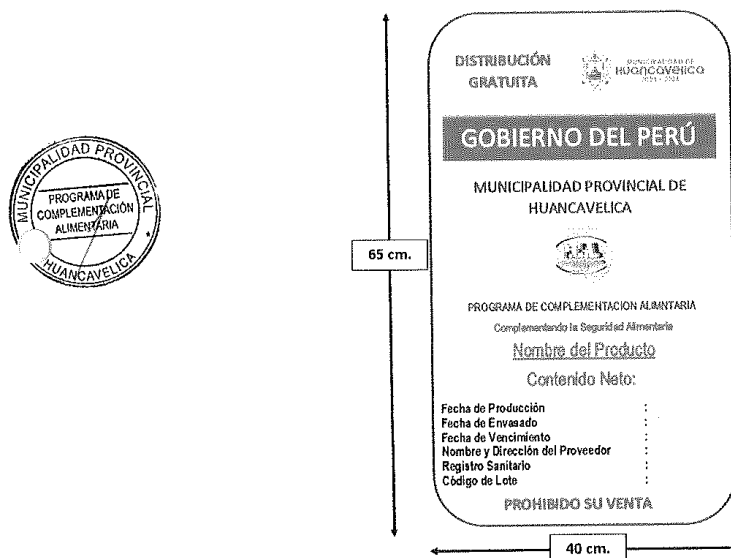 MUNICIPALIDAD PROVINCIAL
PROGRAMA DE
COMPLEMENTACIÓN
ALIMENTARIA
HUANCAVELICA
65 cm.
DISTRIBUCIÓN
GRATUITA
MUNICIPALIDAD DE
Huancavelica
GOBIERNO DEL PERÚ
MUNICIPALIDAD PROVINCIAL DE
HUANCAVELICA
PROGRAMA DE COMPLEMENTACION ALIMNTARIA
Complementando la Seguridad Alimentaria
Nombre del Producto
Contenido Neto:
Fecha de Producción :
Fecha de Envasado :
Fecha de Vencimiento :
Nombre y Dirección del Proveedor :
Registro Sanitario :
Código de Lote :
PROHIBIDO SU VENTA
40 cm.